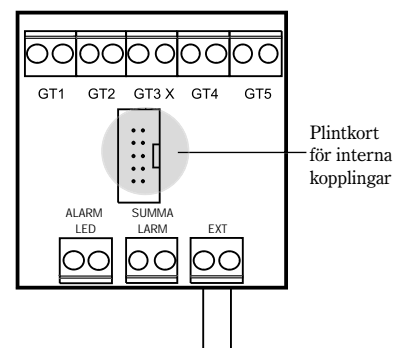 GT1 GT2 GT3 X GT4 GT5
Plintkort
för interna
kopplingar
ALARM SUMMA
LED LARM EXT